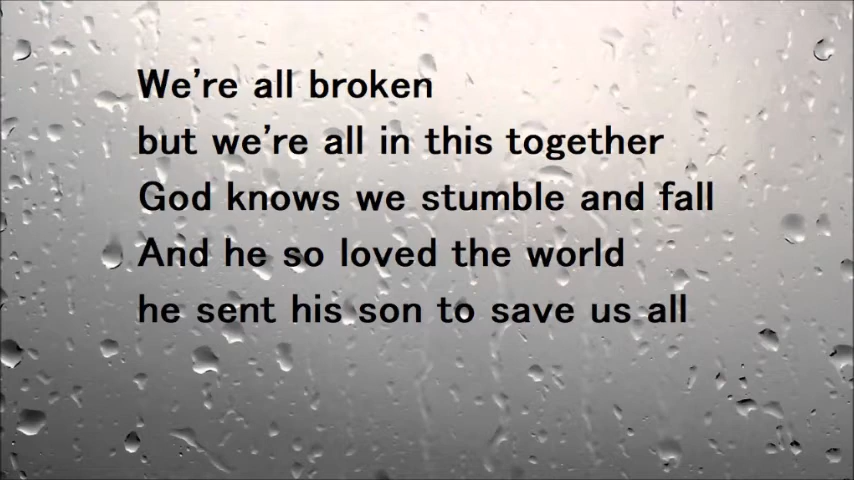 We're all broken
but we're all in this together
God knows we stumble and fall
And he so loved the world
he sent his son to save us all